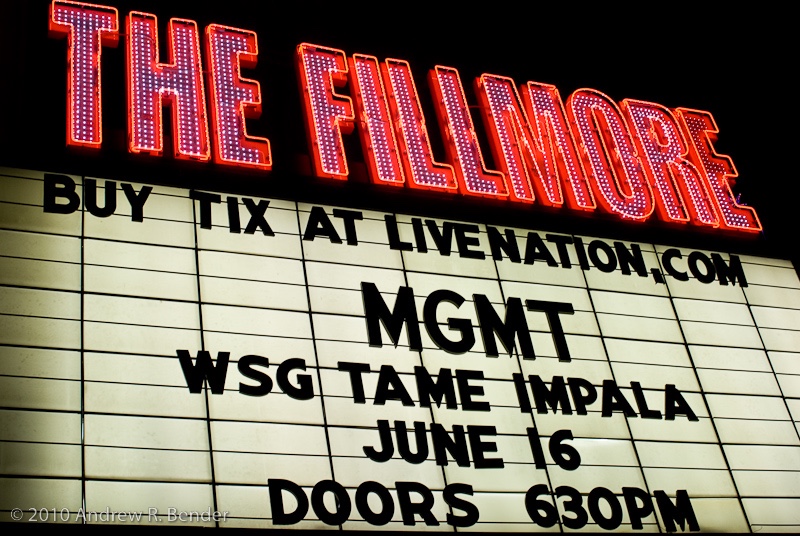 THE FILLMORE
BUY TIX AT LIVENATION.COM
MGMT
WSG TAME IMPALA
JUNE 16
DOORS 630PM
© 2010 Andrew R. Bender